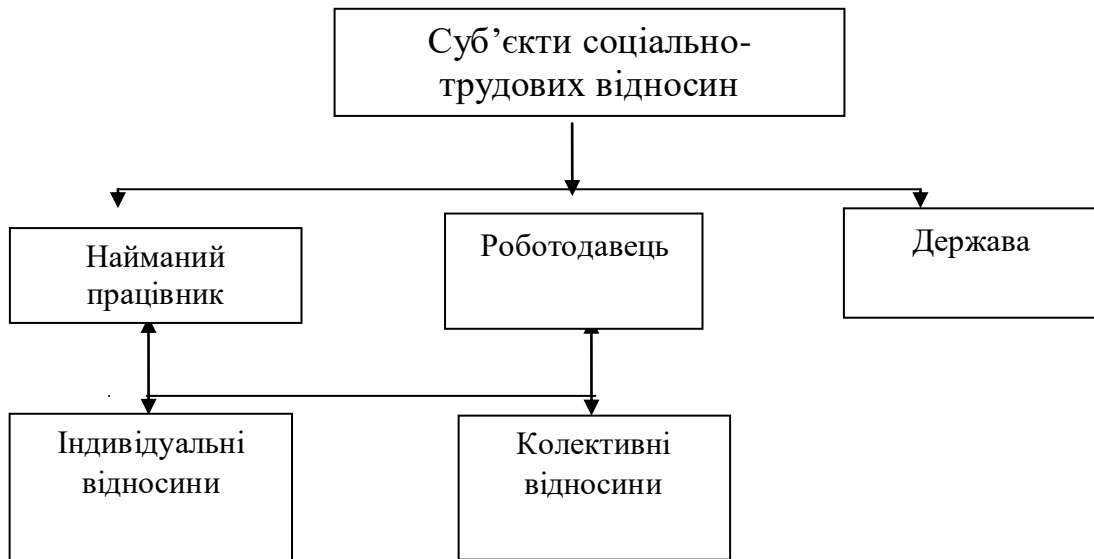 Суб’єкти соціально-
трудових відносин
Найманий
працівник
Роботодавець
Держава
Індивідуальні
відносини
Колективні
відносини